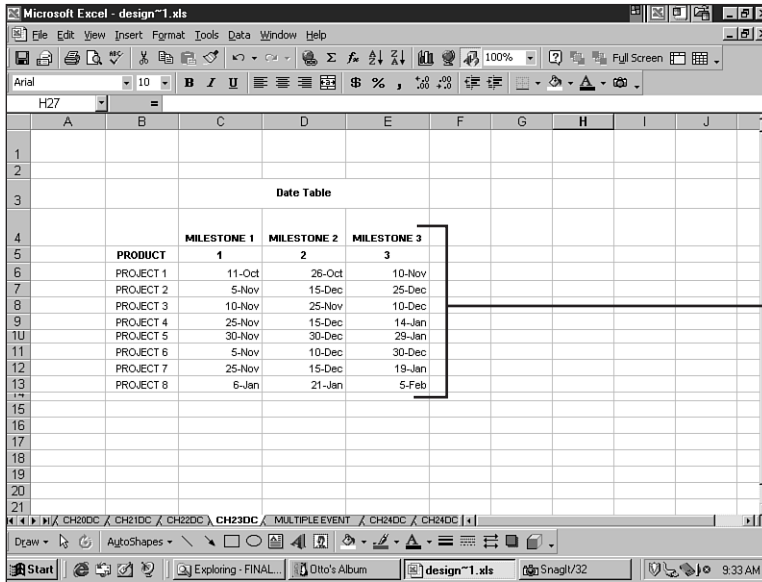 Microsoft Excel - design~1.xls
File Edit View Insert Format Tools Data Window Help
100% Full Screen
Arial 10 B I U $ % ,
H27 =
A B C D E F G H I J
1
2
3 Date Table
4 MILESTONE 1 MILESTONE 2 MILESTONE 3
5 PRODUCT 1 2 3
6 PROJECT 1 11-Oct 26-Oct 10-Nov
7 PROJECT 2 5-Nov 15-Dec 25-Dec
8 PROJECT 3 10-Nov 25-Nov 10-Dec
9 PROJECT 4 25-Nov 15-Dec 14-Jan
10 PROJECT 5 30-Nov 30-Dec 29-Jan
11 PROJECT 6 5-Nov 10-Dec 30-Dec
12 PROJECT 7 25-Nov 15-Dec 19-Jan
13 PROJECT 8 6-Jan 21-Jan 5-Feb
14
15
16
17
18
19
20
21
CH20DC CH21DC CH22DC CH23DC MULTIPLE EVENT CH24DC CH24DC
Draw AutoShapes
Start Exploring - FINAL... Otto's Album design~1.xls SnagIt/32 9:33 AM